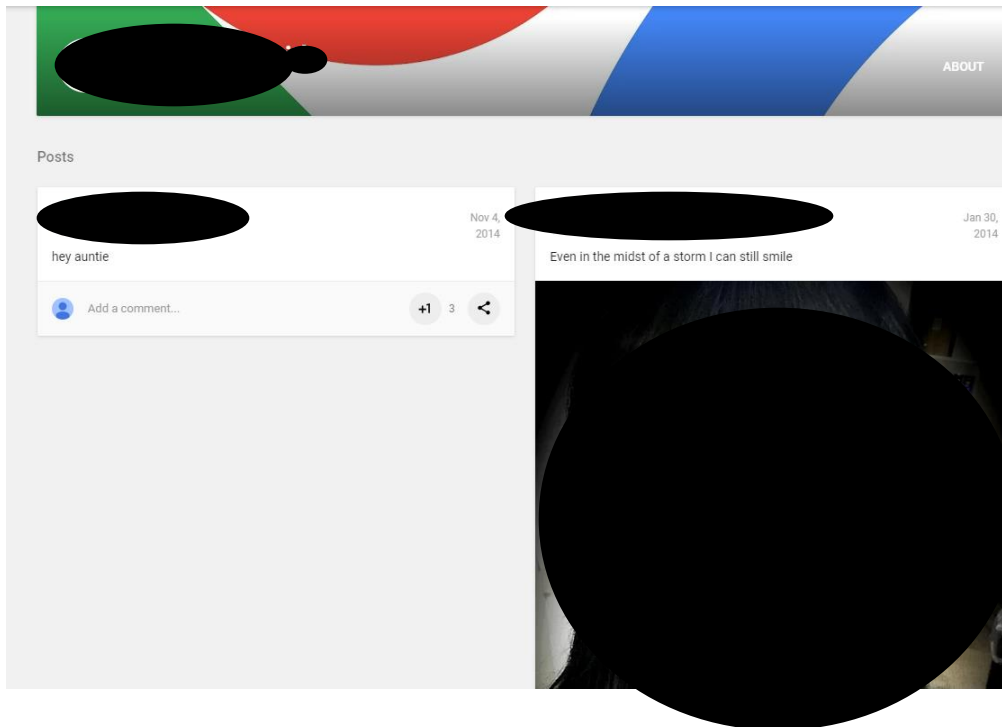 ABOUT
Posts
Nov 4,
2014
hey auntie
Add a comment...
+1
3
Jan 30,
2014
Even in the midst of a storm I can still smile